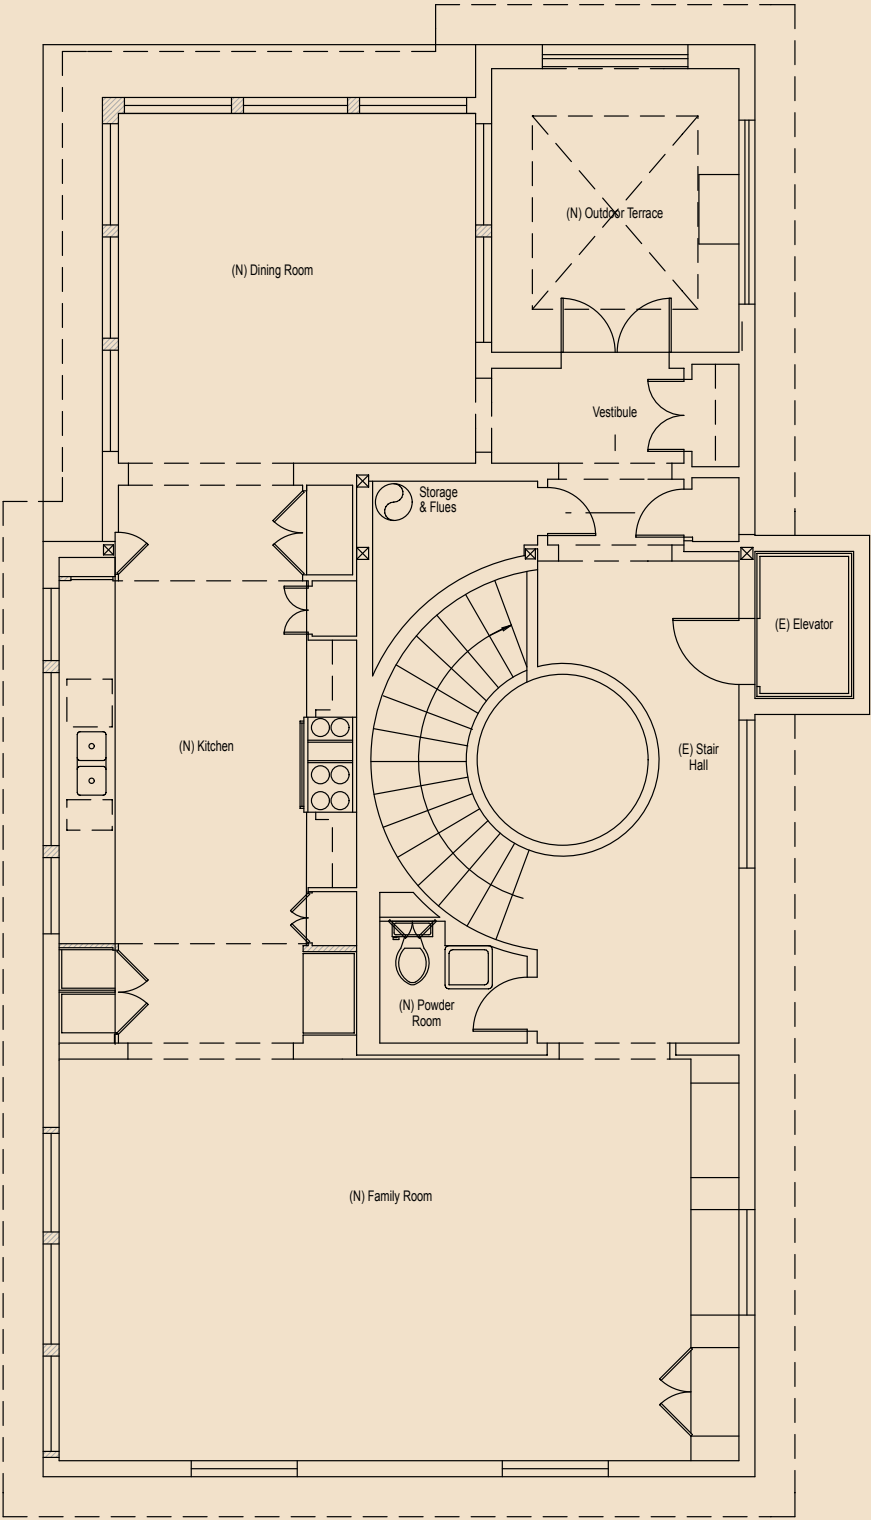 (N) Outdoor Terrace
(N) Dining Room
Vestibule
Storage
& Flues
(E) Elevator
(N) Kitchen
(E) Stair
Hall
(N) Powder
Room
(N) Family Room